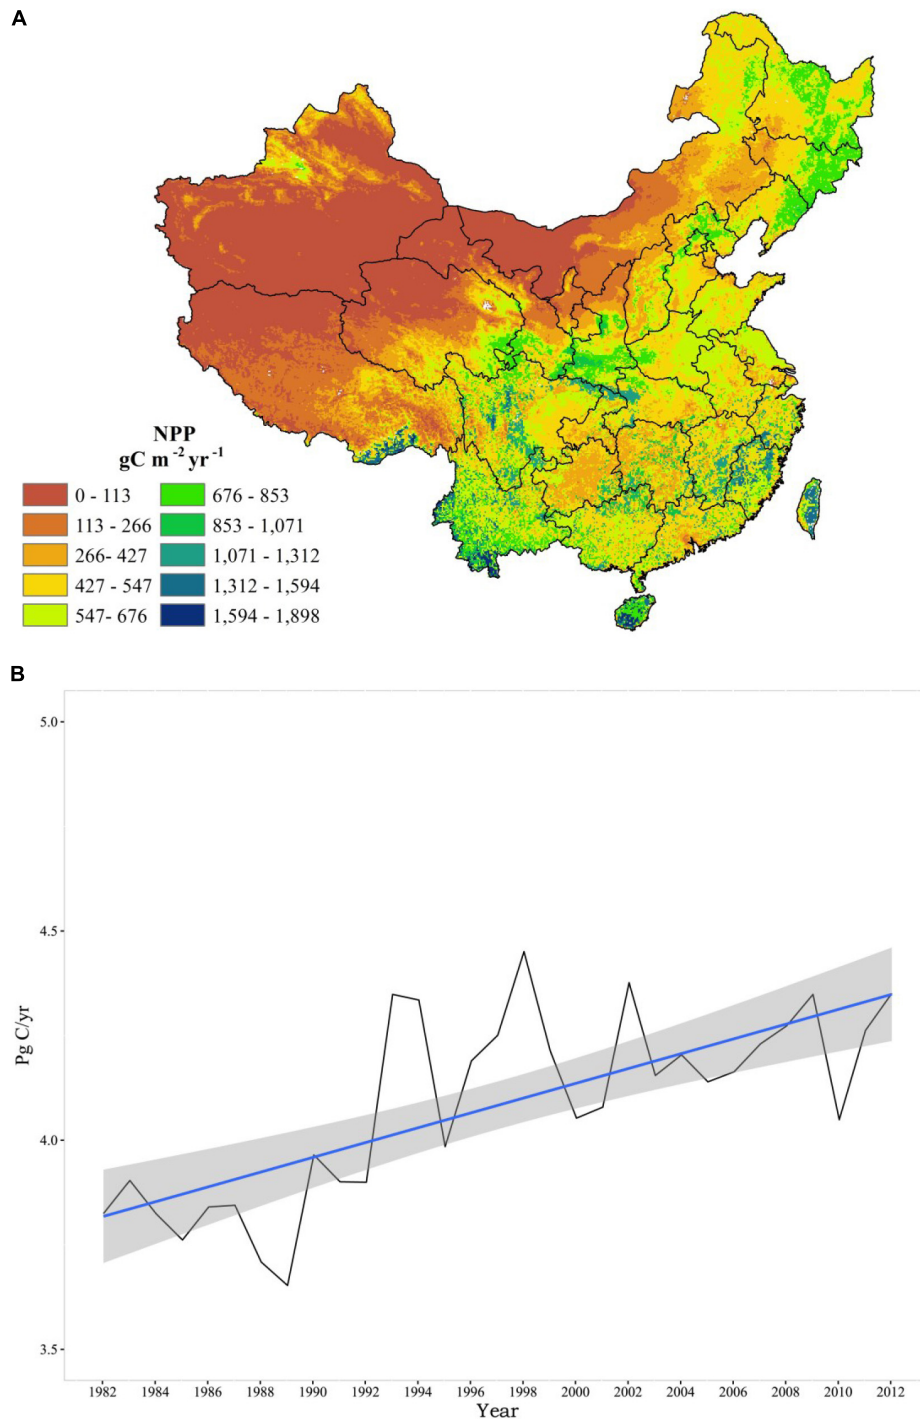 A
NPP
gC m⁻² yr⁻¹
0 - 113
113 - 266
266- 427
427 - 547
547- 676
676 - 853
853 - 1,071
1,071 - 1,312
1,312 - 1,594
1,594 - 1,898
B
Pg C/yr
5.0
4.5
4.0
3.5
1982 1984 1986 1988 1990 1992 1994 1996 1998 2000 2002 2004 2006 2008 2010 2012
Year